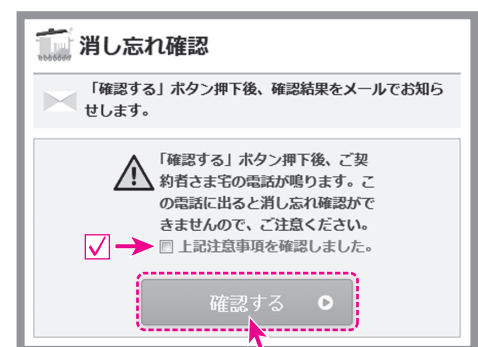 消し忘れ確認
「確認する」ボタン押下後、確認結果をメールでお知ら
せします。
「確認する」ボタン押下後、ご契
約者さま宅の電話が鳴ります。こ
の電話に出ると消し忘れ確認がで
きませんので、ご注意ください。
上記注意事項を確認しました。
確認する